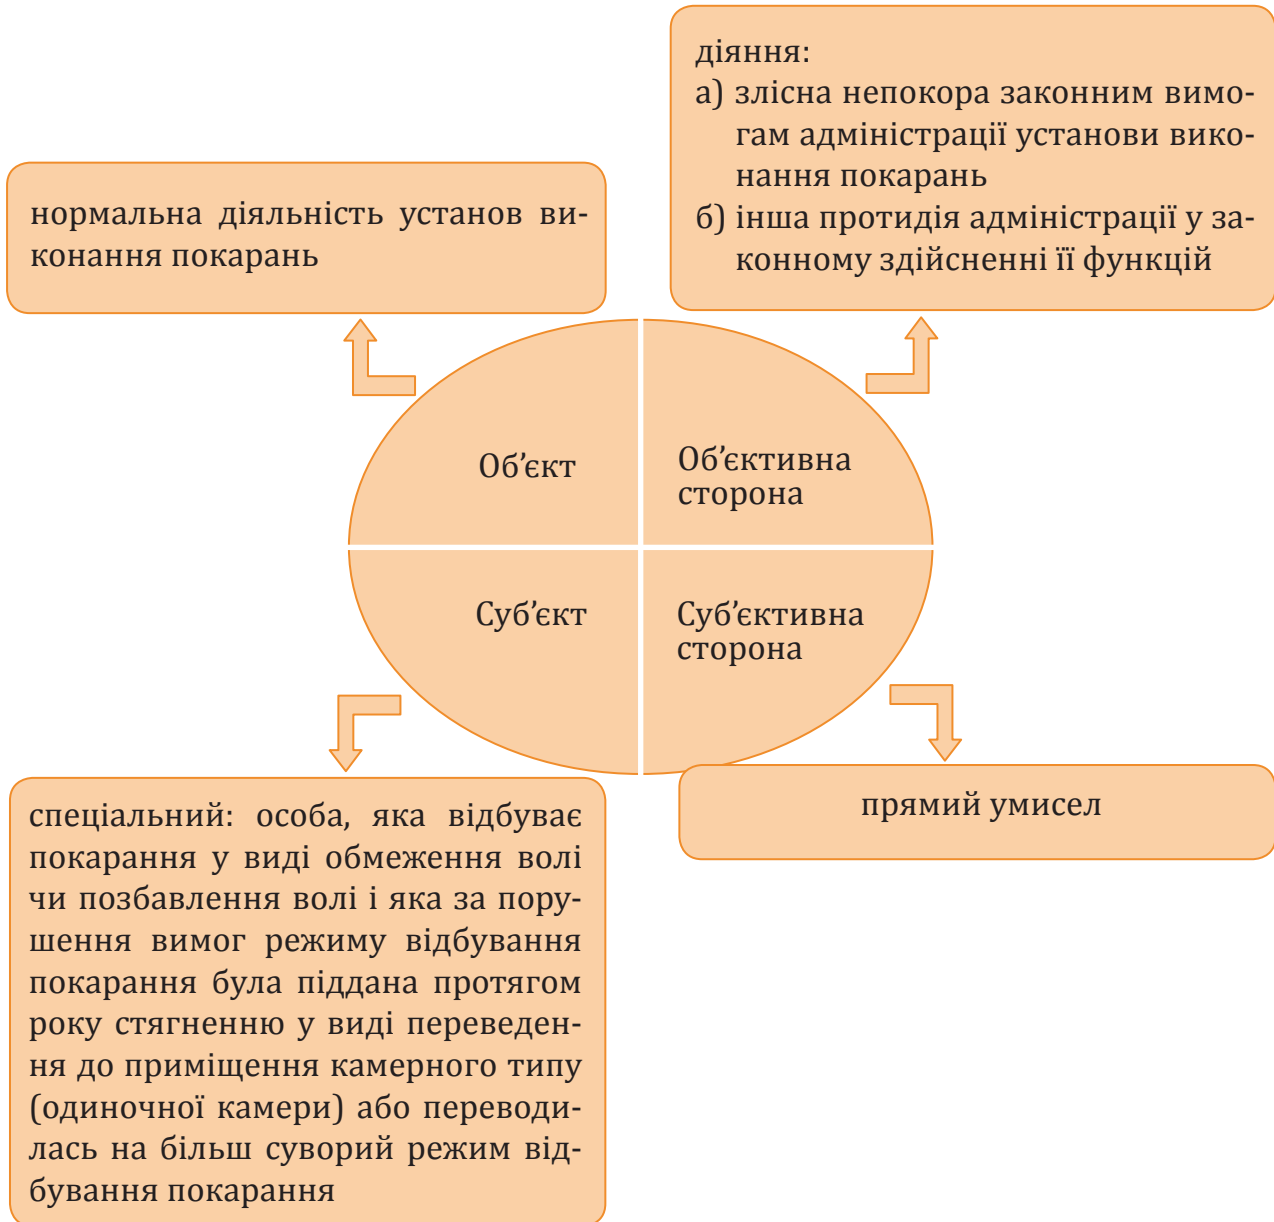 діяння:
а) злісна непокора законним вимо-
гам адміністрації установи вико-
нання покарань
б) інша протидія адміністрації у за-
конному здійсненні її функцій
нормальна діяльність установ ви-
конання покарань
Об’єкт
Об’єктивна
сторона
Суб’єкт
Суб’єктивна
сторона
спеціальний: особа, яка відбуває
покарання у виді обмеження волі
чи позбавлення волі і яка за пору-
шення вимог режиму відбування
покарання була піддана протягом
року стягненню у виді переведен-
ня до приміщення камерного типу
(одиночної камери) або переводи-
лась на більш суворий режим від-
бування покарання
прямий умисел